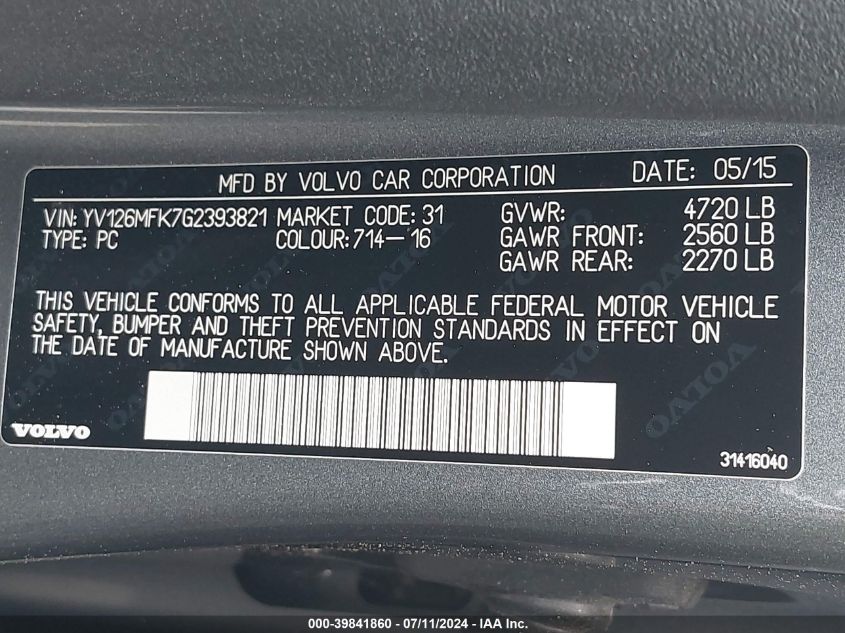 MFD BY VOLVO CAR CORPORATION DATE: 05/15
VIN: YV126MFK7G2393821 MARKET CODE: 31 GVWR: 4720 LB
TYPE: PC COLOUR: 714-16 GAWR FRONT: 2560 LB
GAWR REAR: 2270 LB
THIS VEHICLE CONFORMS TO ALL APPLICABLE FEDERAL MOTOR VEHICLE
SAFETY, BUMPER AND THEFT PREVENTION STANDARDS IN EFFECT ON
THE DATE OF MANUFACTURE SHOWN ABOVE.
VOLVO
VOLVO
VOLVO
31416040
000-39841860 - 07/11/2024 - IAA Inc.